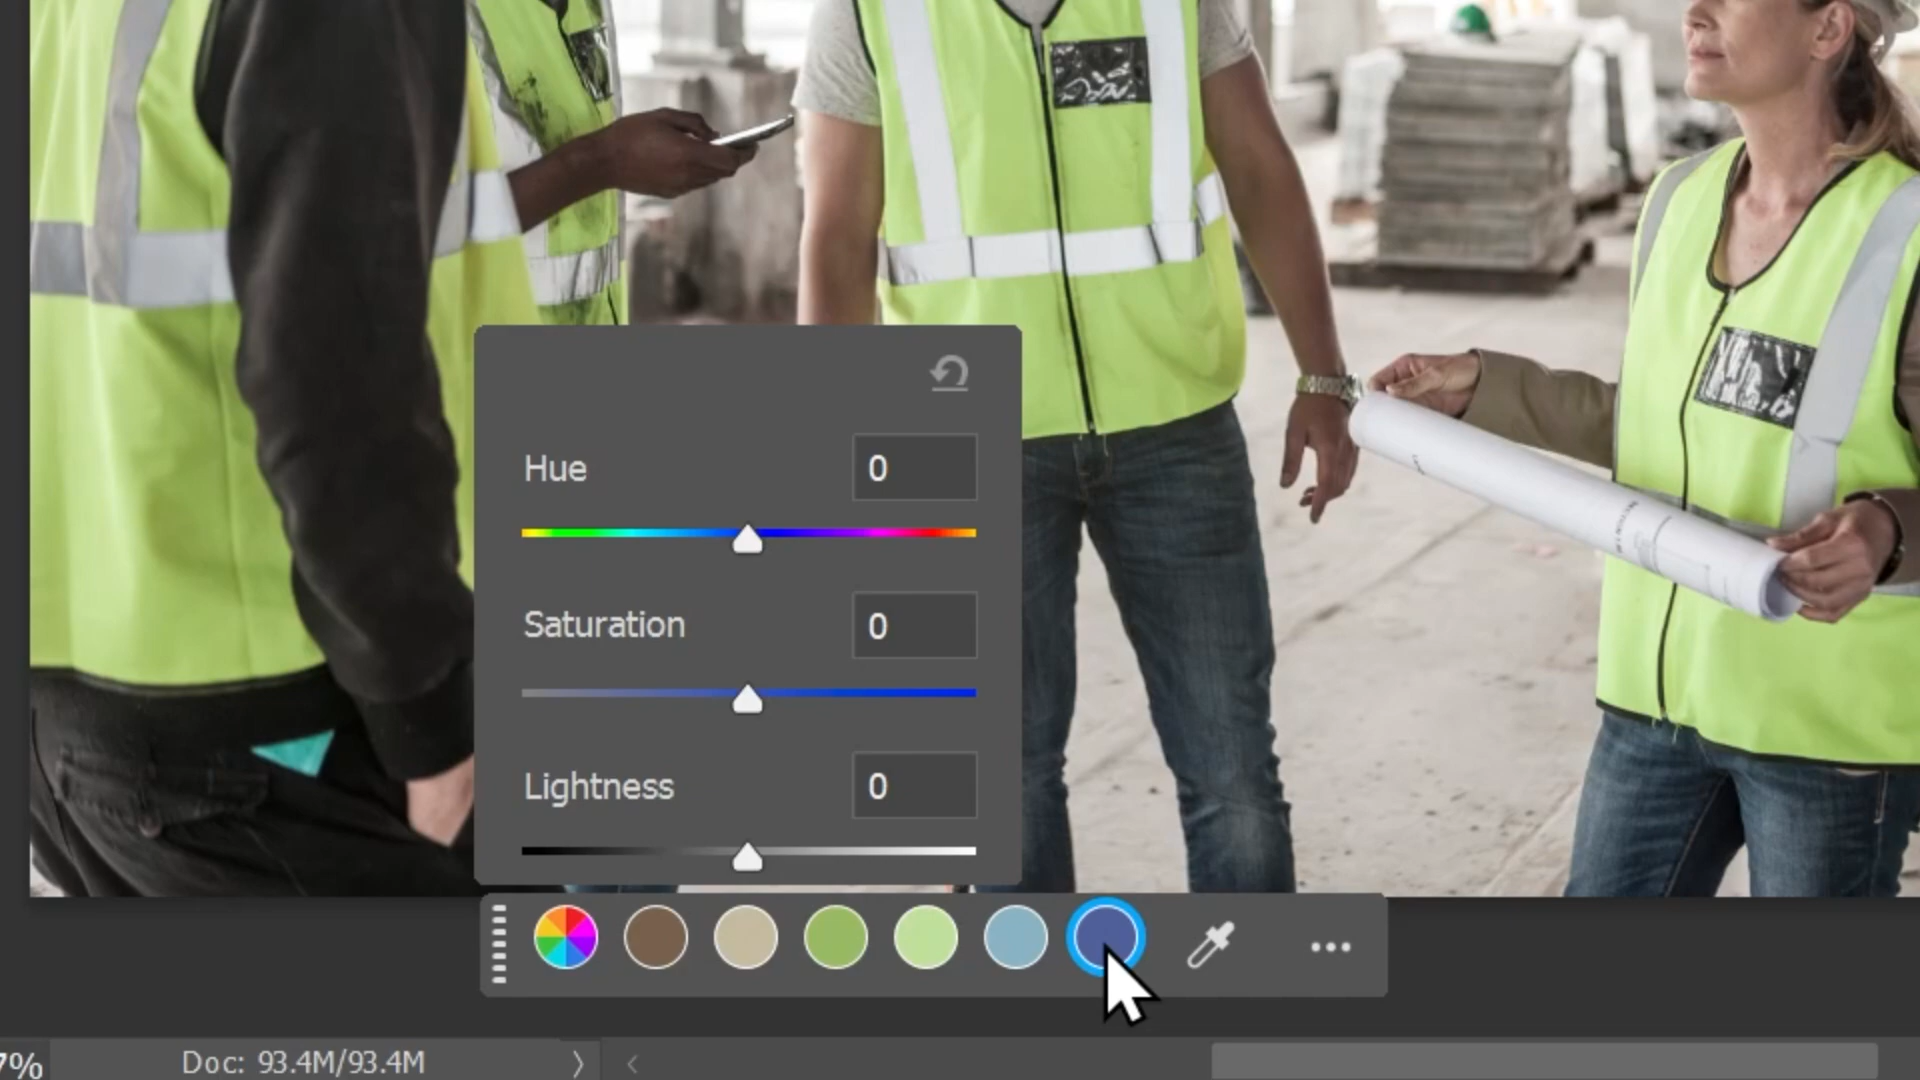 Hue 0
Saturation 0
Lightness 0
7%
Doc: 93.4M/93.4M